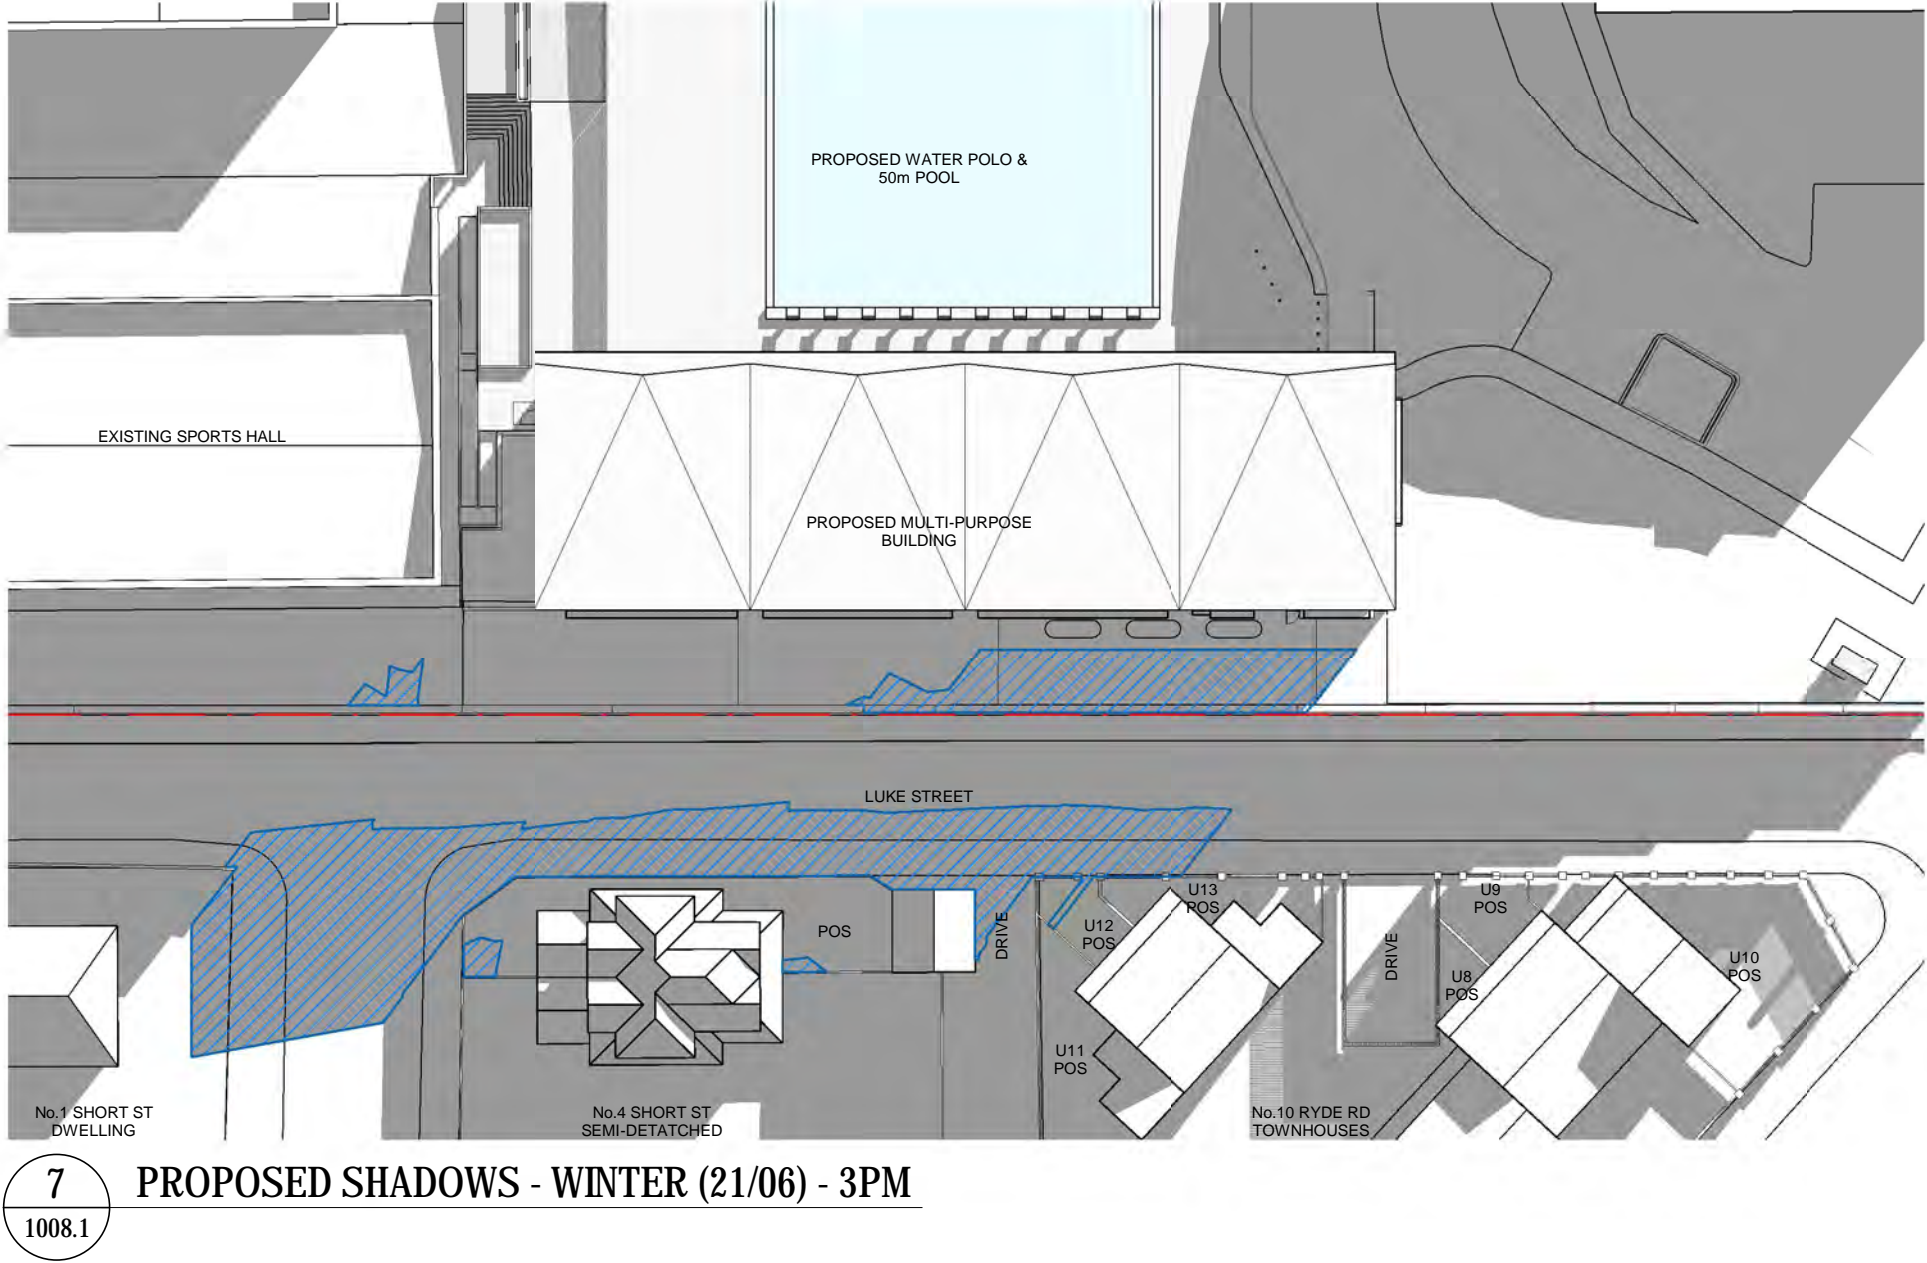 PROPOSED WATER POLO &
50m POOL
EXISTING SPORTS HALL
PROPOSED MULTI-PURPOSE
BUILDING
LUKE STREET
U13
POS
U9
POS
POS
DRIVE
U12
POS
DRIVE
U8
POS
U10
POS
U11
POS
No.1 SHORT ST
DWELLING
No.4 SHORT ST
SEMI-DETATCHED
No.10 RYDE RD
TOWNHOUSES
7
1008.1
PROPOSED SHADOWS - WINTER (21/06) - 3PM